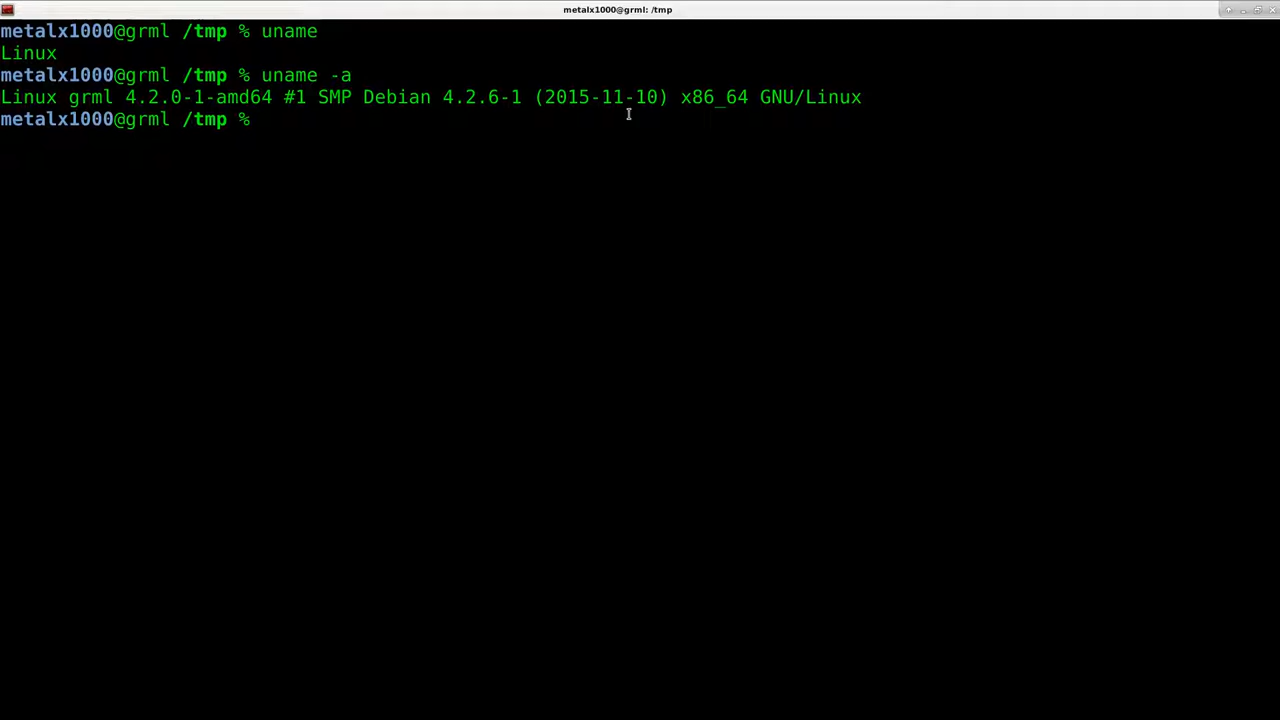 metalx1000@grml: /tmp
metalx1000@grml /tmp % uname
Linux
metalx1000@grml /tmp % uname -a
Linux grml 4.2.0-1-amd64 #1 SMP Debian 4.2.6-1 (2015-11-10) x86_64 GNU/Linux
metalx1000@grml /tmp %